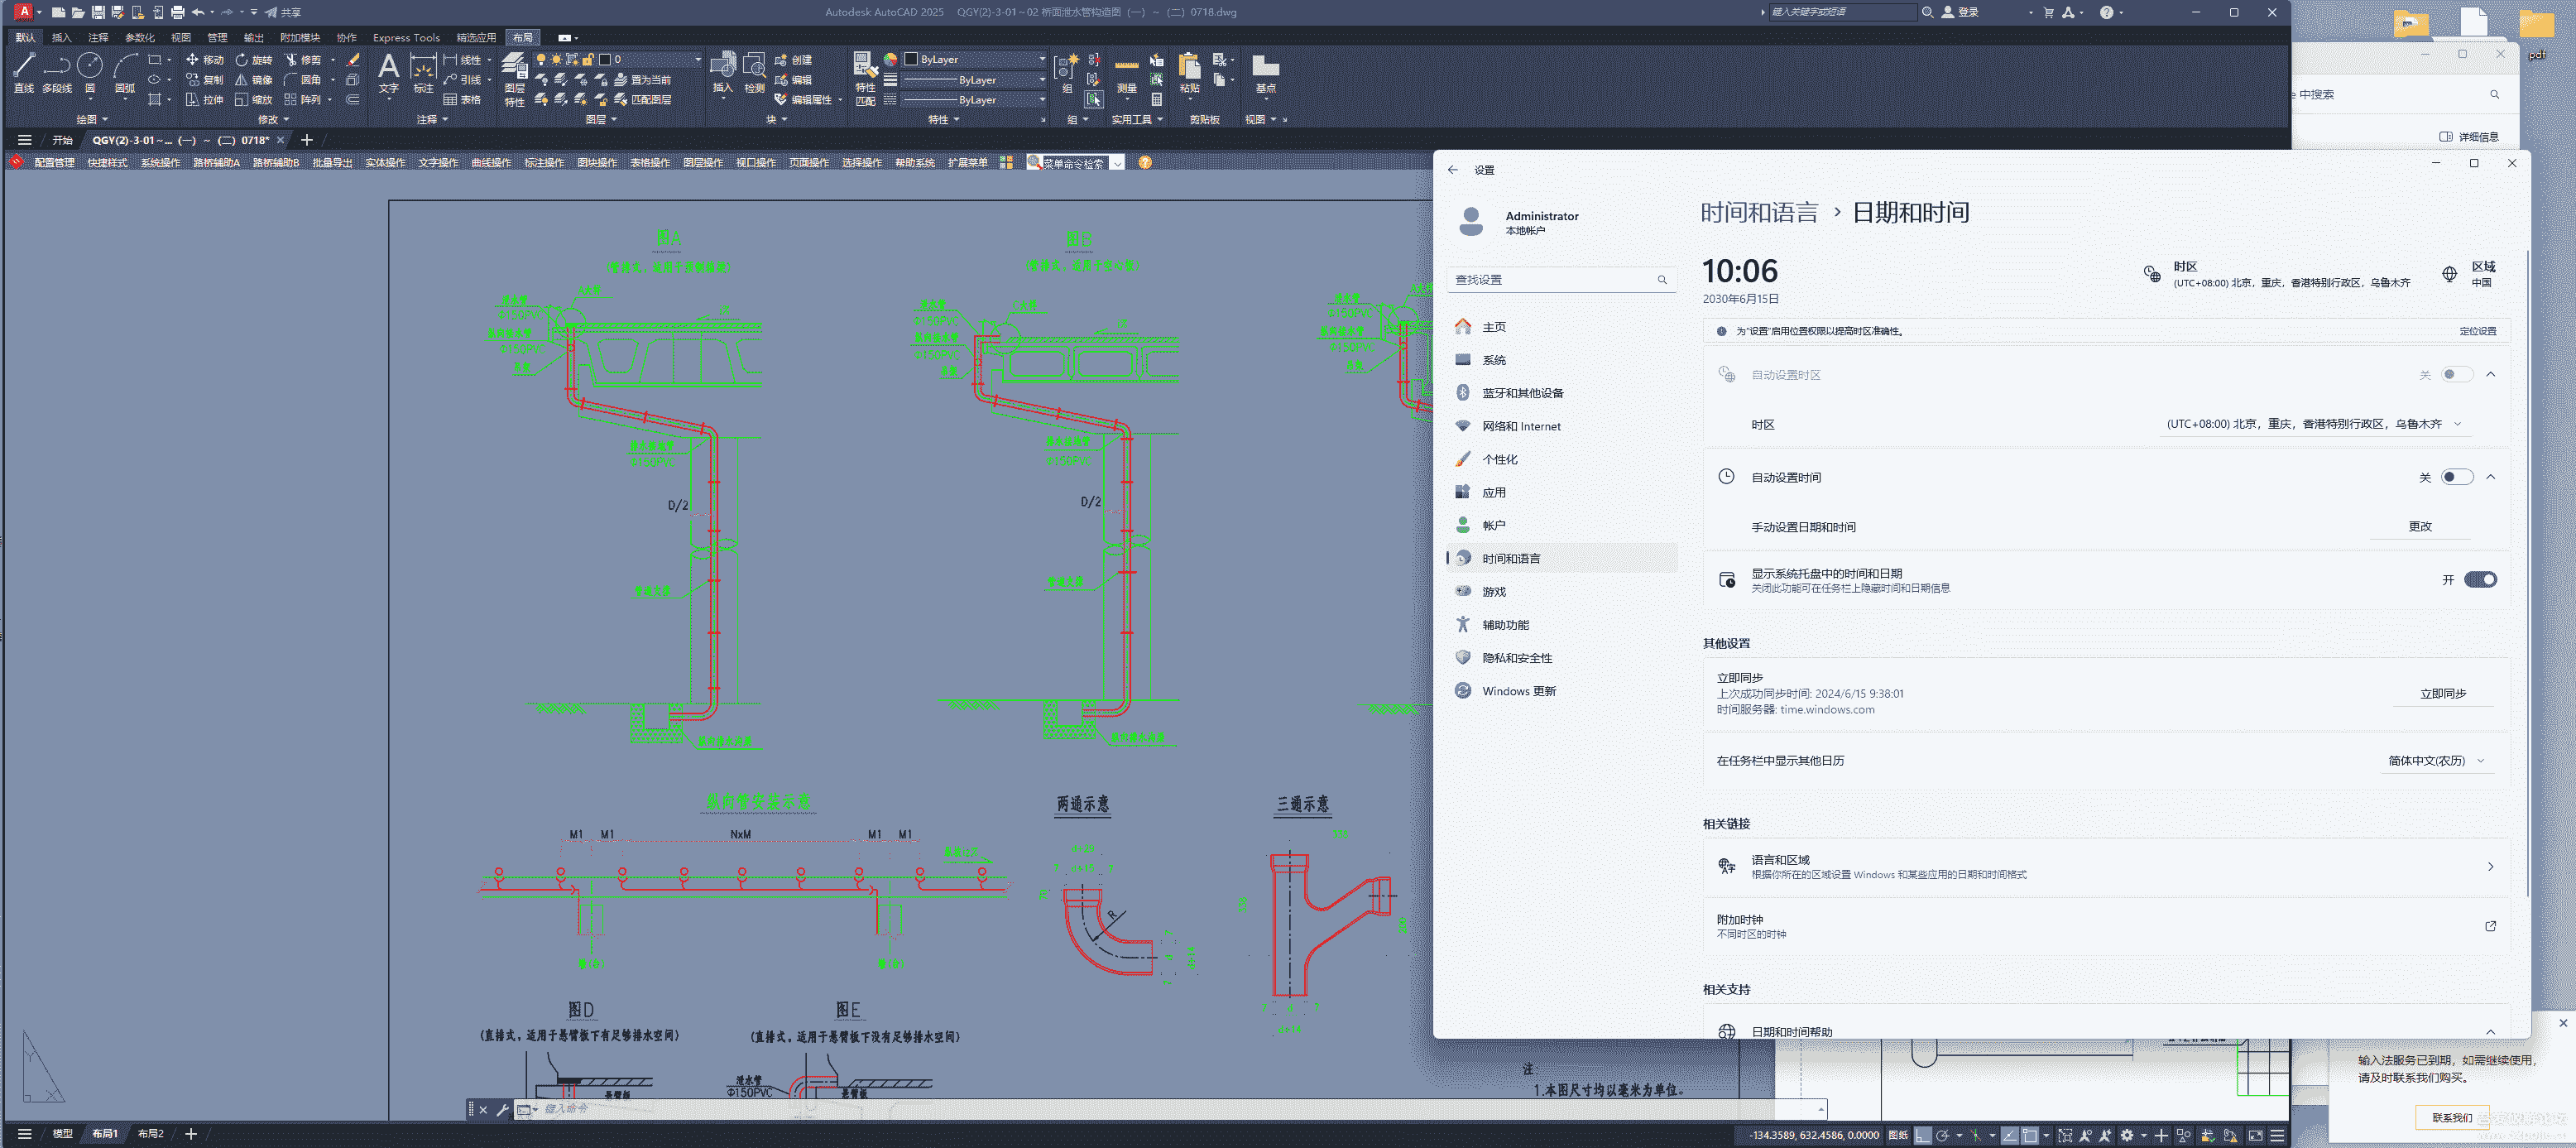 共享
Autodesk AutoCAD 2025 QGY(2)-3-01～02 桥面泄水管构造图（一）～（二）0718.dwg
键入关键字或短语
登录
默认 插入 注释 参数化 视图 管理 输出 附加模块 协作 Express Tools 精选应用 布局
直线 多段线 圆 圆弧
移动 旋转 修剪
复制 镜像 圆角
拉伸 缩放 阵列
文字 标注
线性
引线
表格
图层特性
0
置为当前
匹配图层
插入 检测
创建
编辑
编辑属性
特性匹配
ByLayer
ByLayer
ByLayer
组 测量 粘贴 基点
绘图 修改 注释 图层 块 特性 组 实用工具 剪贴板 视图
开始 QGY(2)-3-01～... (一) ～ (二) 0718*
配置管理 快捷样式 系统操作 路桥辅助A 路桥辅助B 批量导出 实体操作 文字操作 曲线操作 标注操作 图块操作 表格操作 图层操作 视口操作 页面操作 选择操作 帮助系统 扩展菜单 菜单命令检索
pdf
中搜索
详细信息
图A
D/2
D/2
M1 M1 NxM M1 M1
两通示意
三通示意
R
图D
(直排式，适用于悬臂板下有足够排水空间)
图E
(直排式，适用于悬臂板下没有足够排水空间)
悬臂板
泄水管
Φ150PVC
悬臂板
注：
1.本图尺寸均以毫米为单位。
键入命令
模型 布局1 布局2
-134.3589, 632.4586, 0.0000 图纸
设置
Administrator
本地帐户
查找设置
主页
系统
蓝牙和其他设备
网络和 Internet
个性化
应用
帐户
时间和语言
游戏
辅助功能
隐私和安全性
Windows 更新
时间和语言 › 日期和时间
10:06
2030年6月15日
时区
(UTC+08:00) 北京，重庆，香港特别行政区，乌鲁木齐
区域
中国
为"设置"启用位置权限以提高时区准确性。
定位设置
自动设置时区
关
时区
(UTC+08:00) 北京，重庆，香港特别行政区，乌鲁木齐
自动设置时间
关
手动设置日期和时间
更改
显示系统托盘中的时间和日期
关闭此功能可在任务栏上隐藏时间和日期信息
开
其他设置
立即同步
上次成功同步时间: 2024/6/15 9:38:01
时间服务器: time.windows.com
立即同步
在任务栏中显示其他日历
简体中文(农历)
相关链接
语言和区域
根据你所在的区域设置 Windows 和某些应用的日期和时间格式
附加时钟
不同时区的时钟
相关支持
日期和时间帮助
输入法服务已到期，如需继续使用，
请及时联系我们购买。
联系我们